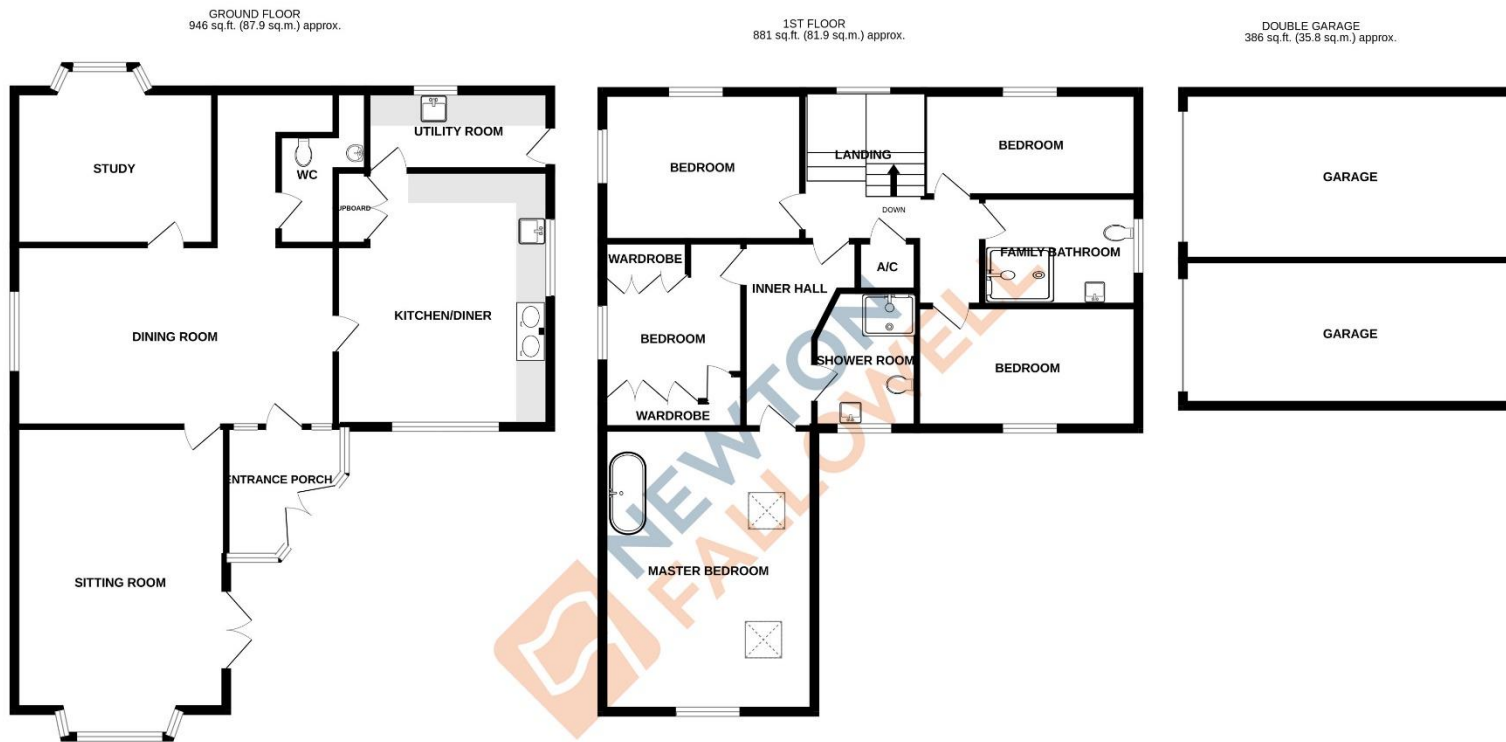 GROUND FLOOR
946 sq.ft. (87.9 sq.m.) approx.
STUDY
WC
UTILITY ROOM
UPBOARD
DINING ROOM
KITCHEN/DINER
ENTRANCE PORCH
SITTING ROOM
1ST FLOOR
881 sq.ft. (81.9 sq.m.) approx.
BEDROOM
LANDING
BEDROOM
DOWN
WARDROBE
A/C
FAMILY BATHROOM
INNER HALL
BEDROOM
SHOWER ROOM
BEDROOM
WARDROBE
MASTER BEDROOM
NEWTON
FALLOWELL
DOUBLE GARAGE
386 sq.ft. (35.8 sq.m.) approx.
GARAGE
GARAGE